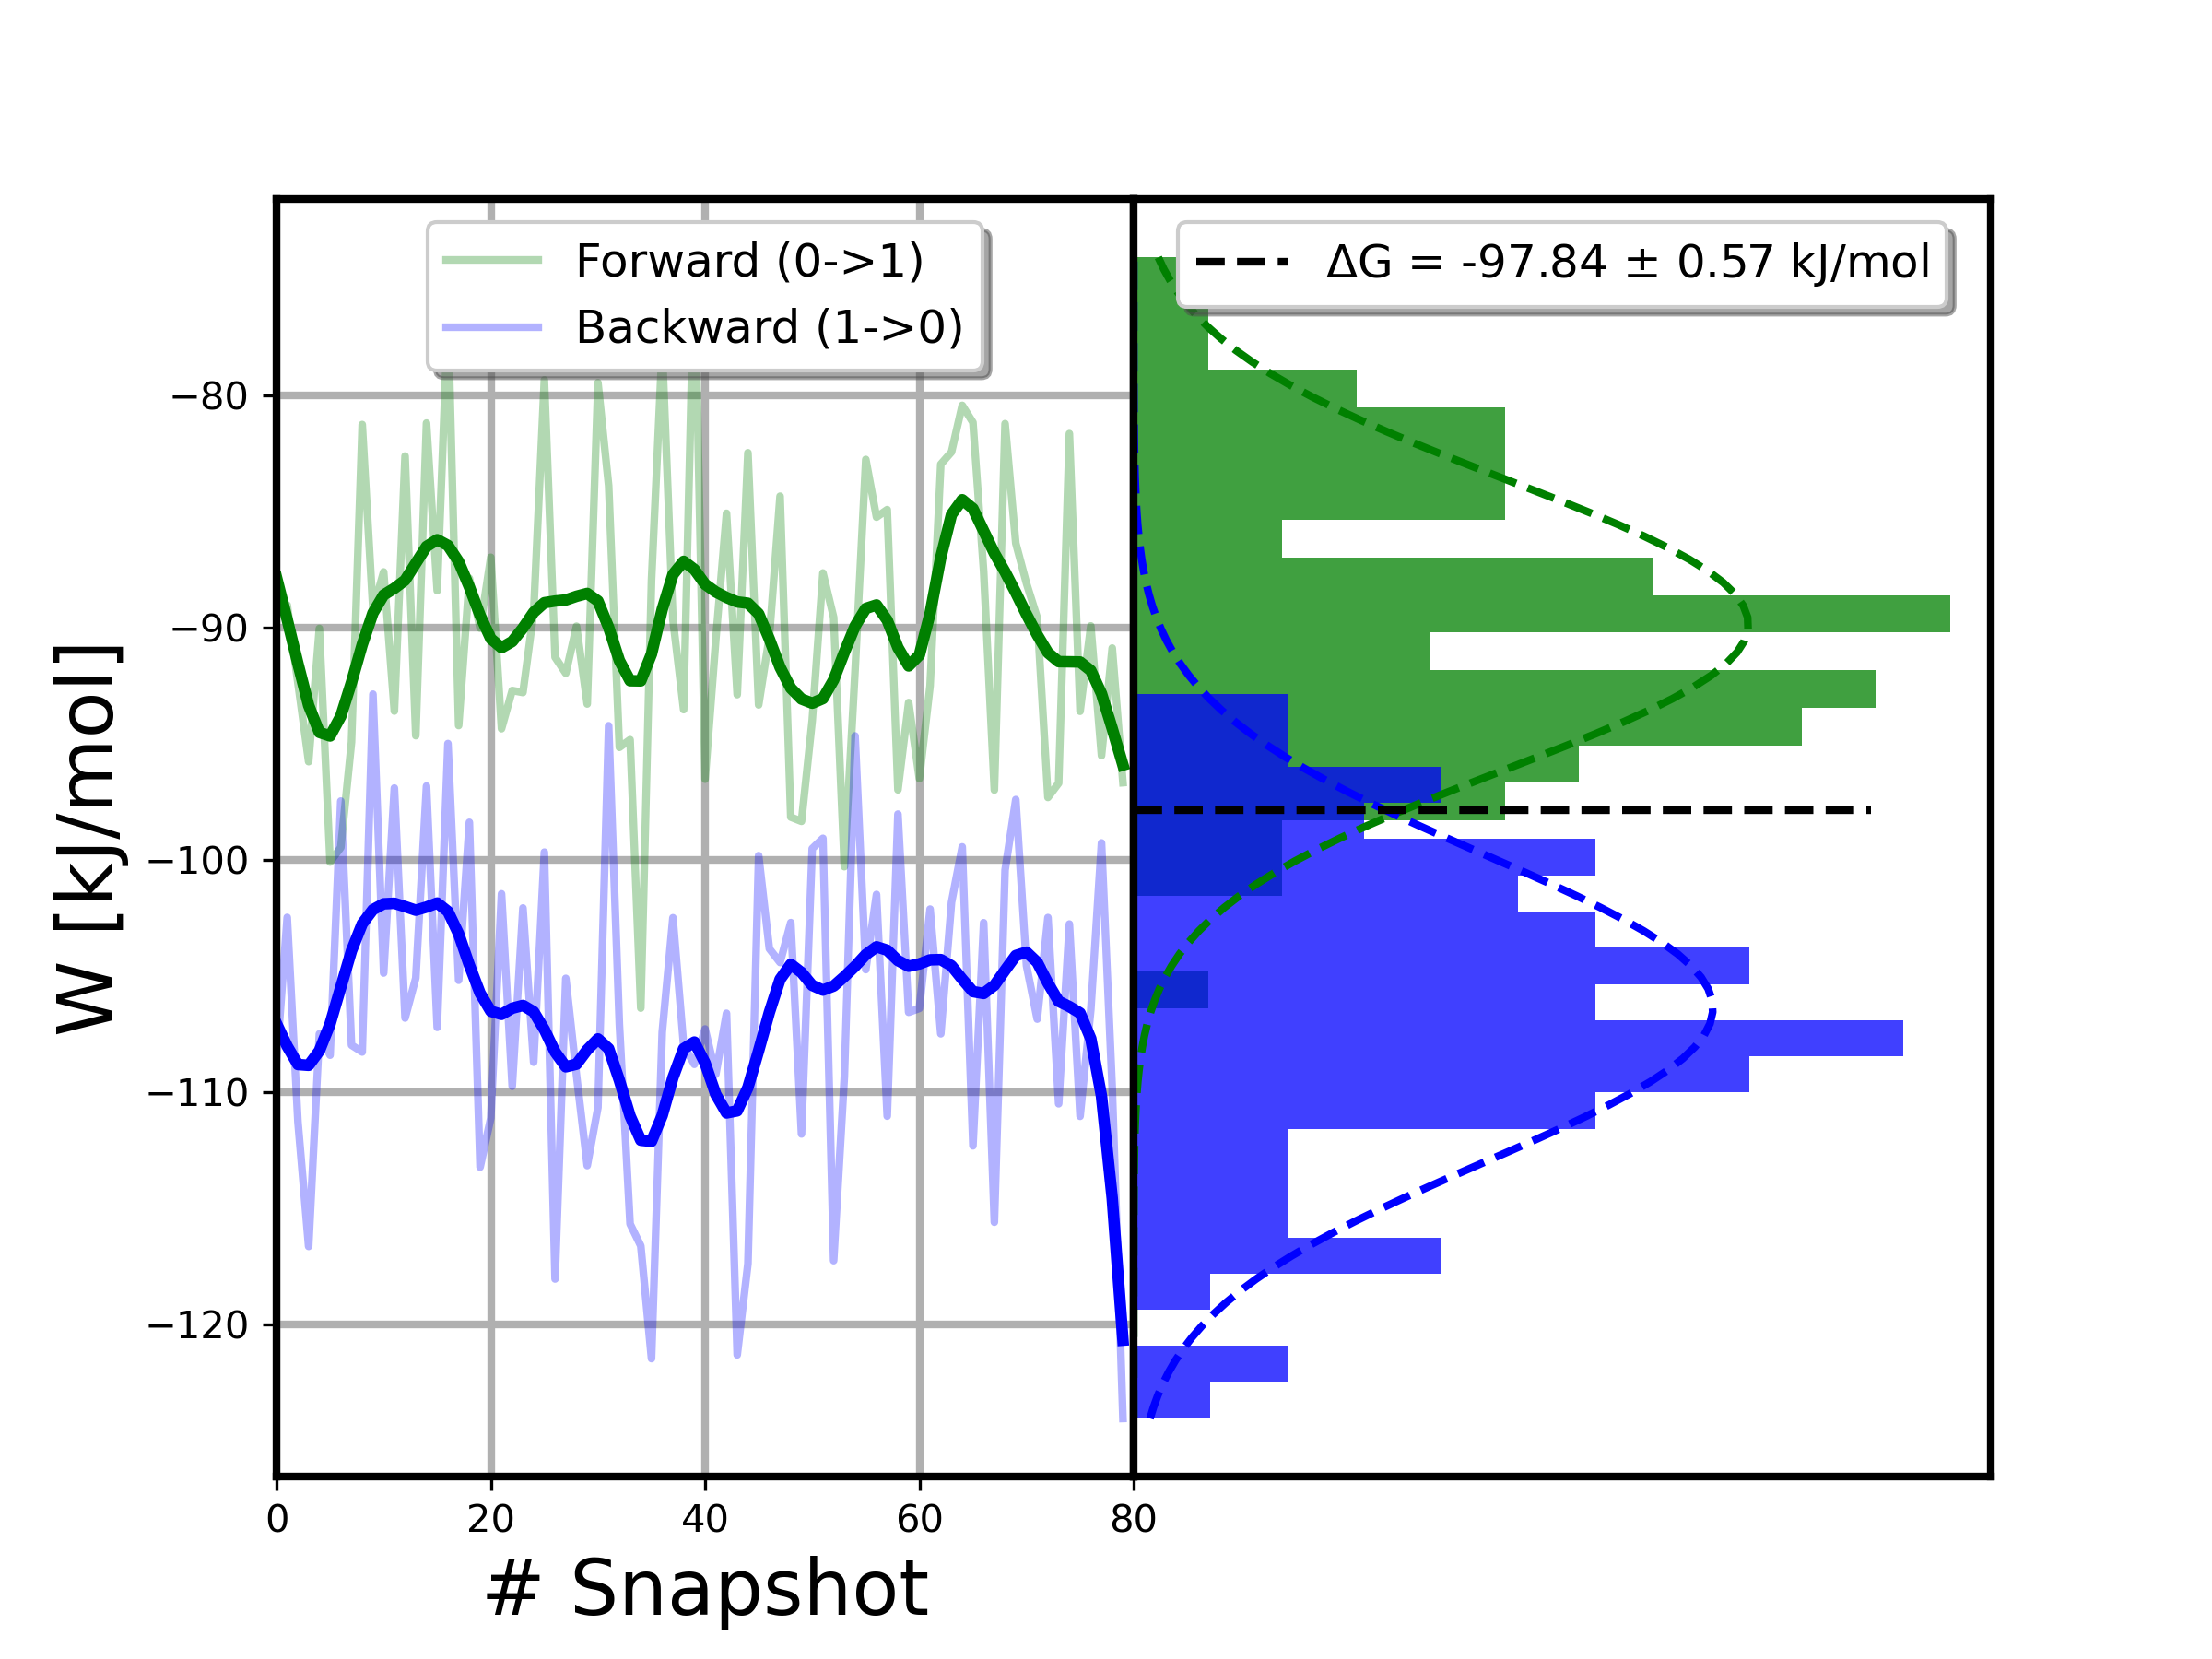 Forward (0->1)
Backward (1->0)
ΔG = -97.84 ± 0.57 kJ/mol
W [kJ/mol]
−80
−90
−100
−110
−120
0 20 40 60 80
# Snapshot